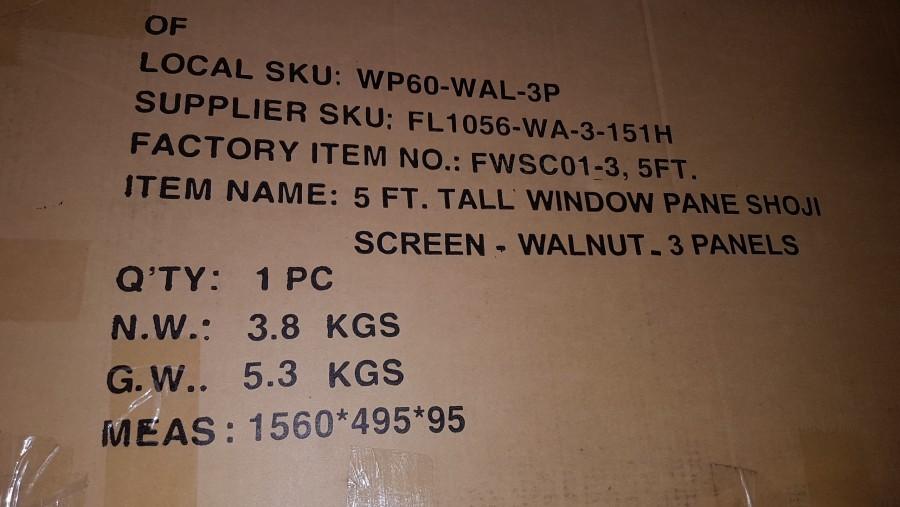 OF
LOCAL SKU: WP60-WAL-3P
SUPPLIER SKU: FL1056-WA-3-151H
FACTORY ITEM NO.: FWSC01-3, 5FT.
ITEM NAME: 5 FT. TALL WINDOW PANE SHOJI
SCREEN - WALNUT - 3 PANELS
Q'TY: 1 PC
N.W.: 3.8 KGS
G.W.. 5.3 KGS
MEAS: 1560*495*95